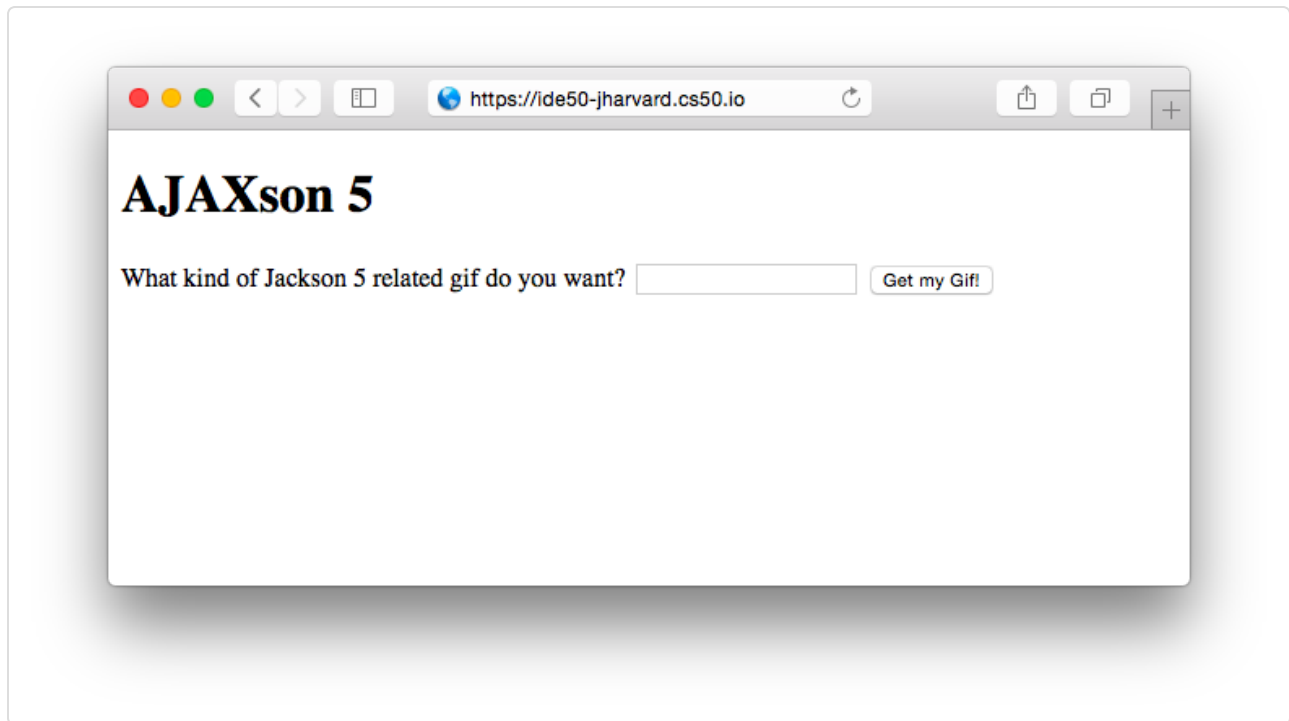 https://ide50-jharvard.cs50.io
AJAXson 5
What kind of Jackson 5 related gif do you want? Get my Gif!